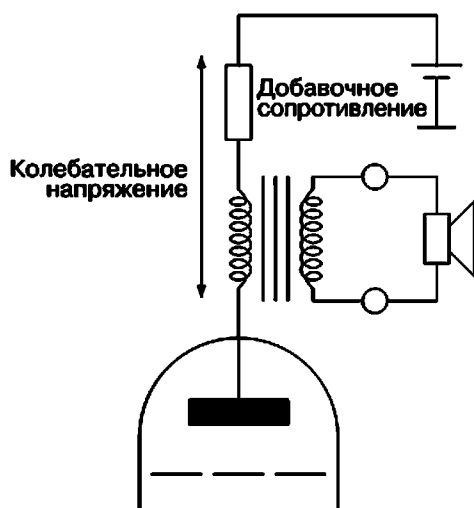 Добавочное
сопротивление
Колебательное
напряжение